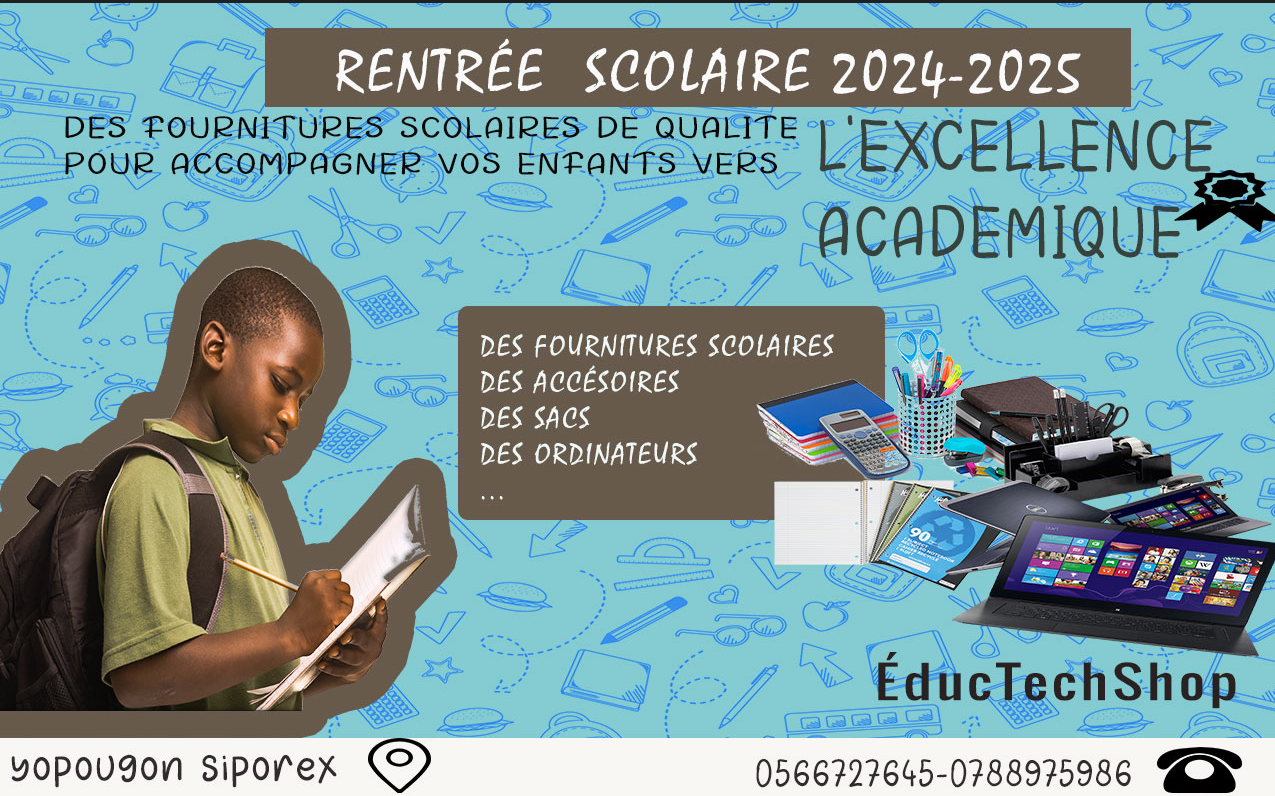 RENTRÉE SCOLAIRE 2024-2025
DES FOURNITURES SCOLAIRES DE QUALITE
POUR ACCOMPAGNER VOS ENFANTS VERS
L'EXCELLENCE
ACADEMIQUE
DES FOURNITURES SCOLAIRES
DES ACCÉSOIRES
DES SACS
DES ORDINATEURS
...
90
ÉducTechShop
yopougon siporex
0566727645-0788975986